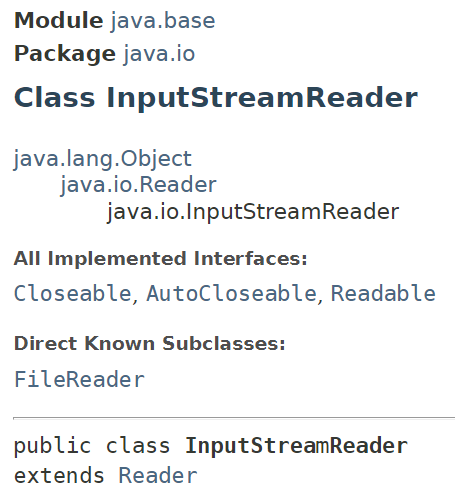 Module java.base
Package java.io
Class InputStreamReader
java.lang.Object
java.io.Reader
java.io.InputStreamReader
All Implemented Interfaces:
Closeable, AutoCloseable, Readable
Direct Known Subclasses:
FileReader
public class InputStreamReader
extends Reader